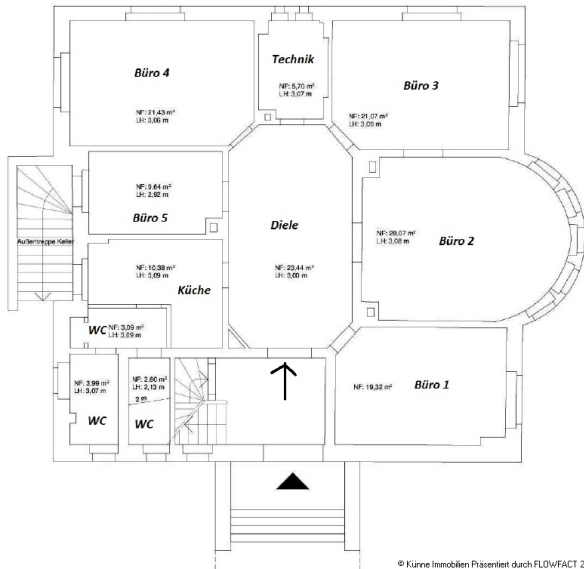 Büro 4
NF: 21,43 m²
LH: 3,06 m
Technik
NF: 5,70 m²
LH: 3,07 m
Büro 3
NF: 21,07 m²
LH: 3,09 m
NF: 9,64 m²
LH: 2,92 m
Büro 5
Diele
NF: 23,44 m²
LH: 3,00 m
NF: 28,07 m²
LH: 3,08 m
Büro 2
Außentreppe Keller
NF: 10,38 m²
LH: 3,09 m
Küche
WC
NF: 3,09 m²
LH: 3,09 m
NF: 3,99 m²
LH: 3,07 m
WC
NF: 2,60 m²
LH: 2,13 m
2 m
WC
NF: 19,32 m²
Büro 1
© Künne Immobilien Präsentiert durch FLOWFACT 2